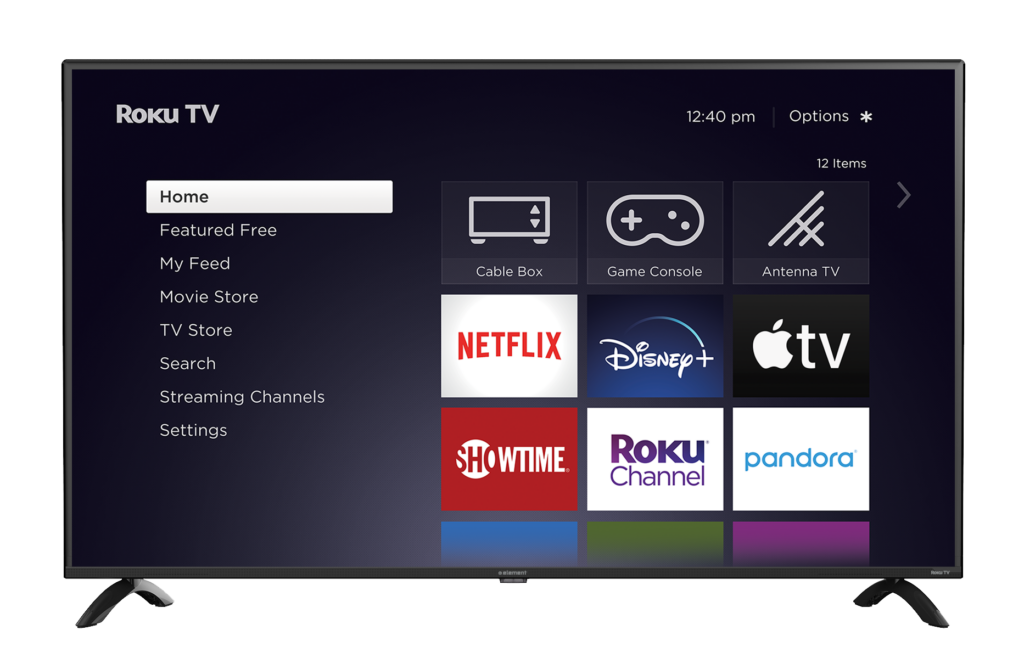 Roku TV
12:40 pm
Options *
12 Items
Home
Featured Free
My Feed
Movie Store
TV Store
Search
Streaming Channels
Settings
Cable Box
Game Console
Antenna TV
NETFLIX
Disney+
tv
SHOWTIME
Roku
Channel
pandora
element
Roku TV